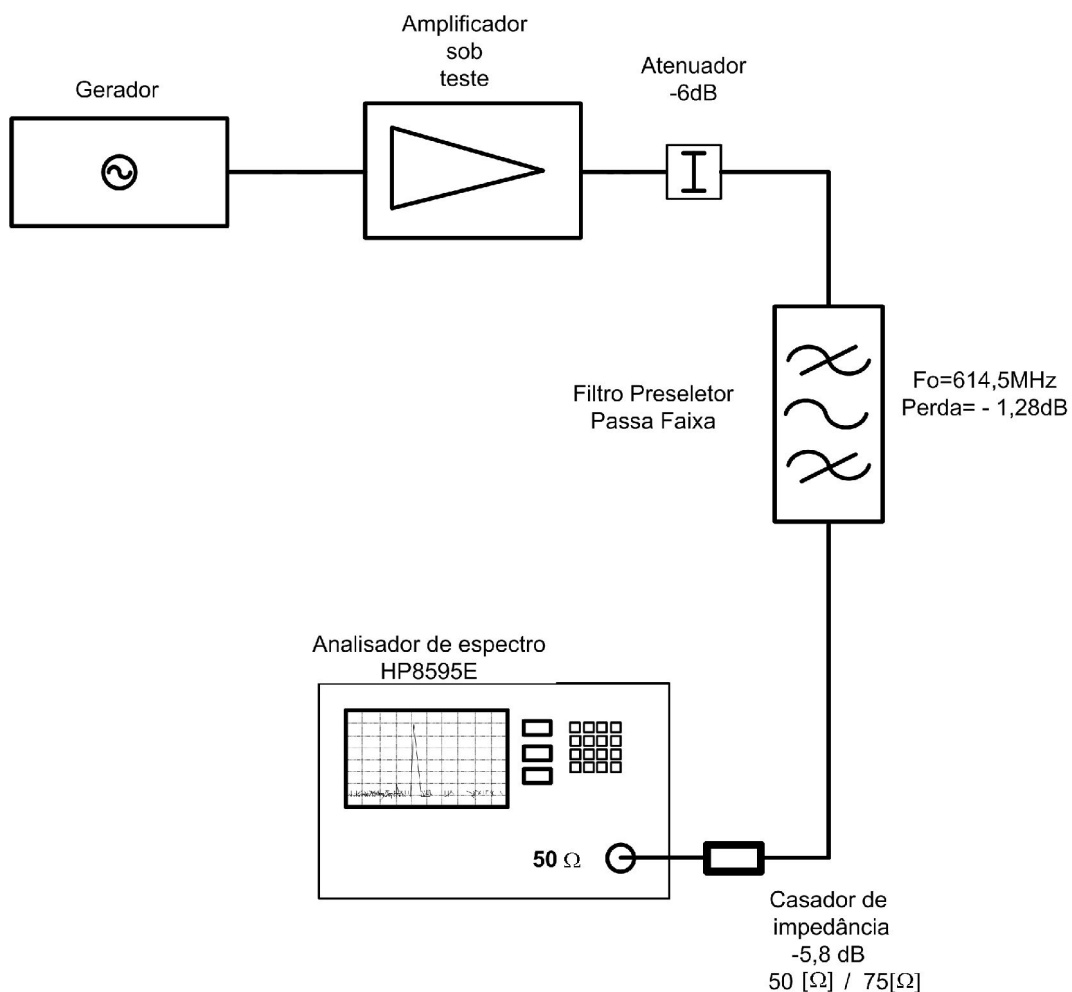 Gerador
Amplificador
sob
teste
Atenuador
-6dB
Filtro Preseletor
Passa Faixa
Fo=614,5MHz
Perda= - 1,28dB
Analisador de espectro
HP8595E
50 Ω
Casador de
impedância
-5,8 dB
50 [Ω] / 75[Ω]